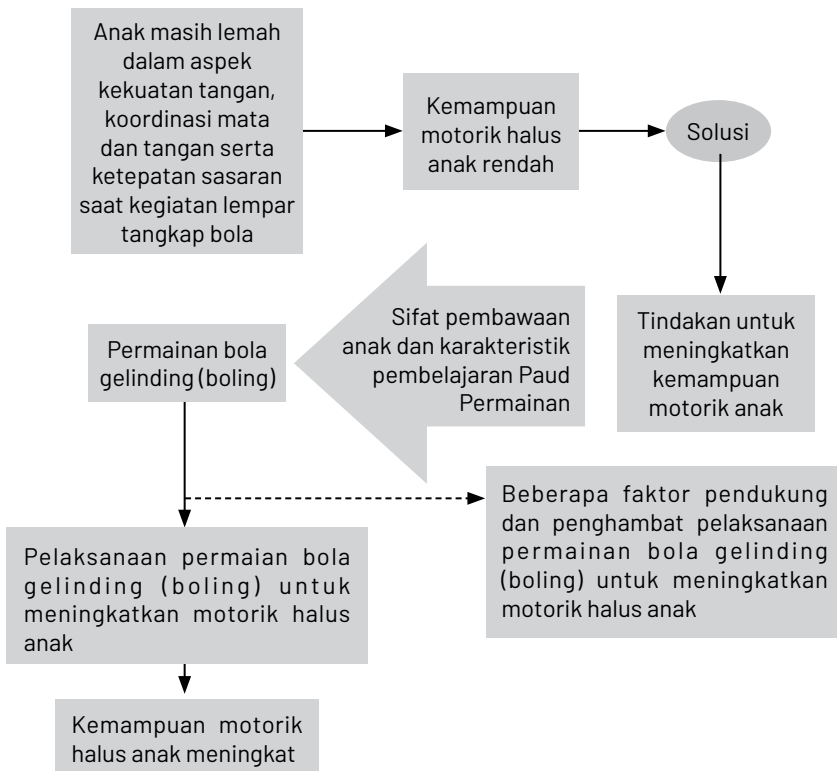 Anak masih lemah
dalam aspek
kekuatan tangan,
koordinasi mata
dan tangan serta
ketepatan sasaran
saat kegiatan lempar
tangkap bola
Kemampuan
motorik halus
anak rendah
Solusi
Tindakan untuk
meningkatkan
kemampuan
motorik anak
Sifat pembawaan
anak dan karakteristik
pembelajaran Paud
Permainan
Permainan bola
gelinding (boling)
Beberapa faktor pendukung
dan penghambat pelaksanaan
permainan bola gelinding
(boling) untuk meningkatkan
motorik halus anak
Pelaksanaan permaian bola
gelinding (boling) untuk
meningkatkan motorik halus
anak
Kemampuan motorik
halus anak meningkat